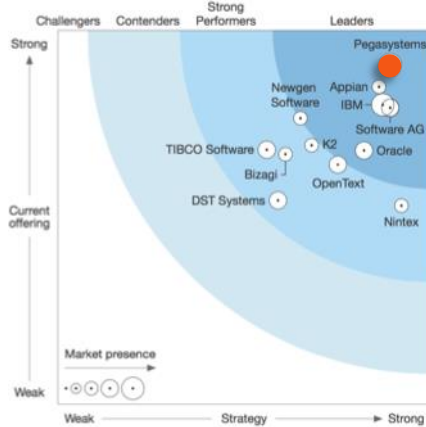 Strong
Challengers Contenders Performers Leaders
Strong
Pegasystems
Appian
Newgen
Software
IBM
Software AG
K2
TIBCO Software
Oracle
Bizagi
OpenText
DST Systems
Current
offering
Nintex
Market presence
Weak
Weak Strategy Strong